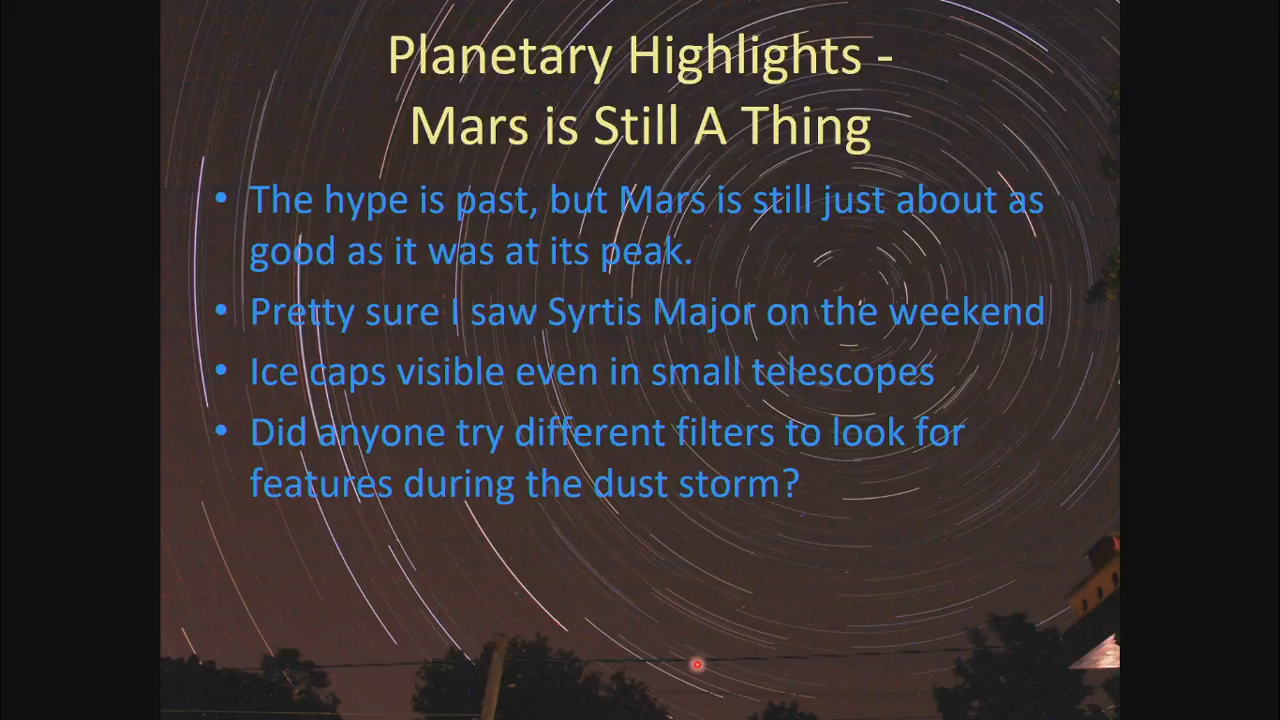 Planetary Highlights -
Mars is Still A Thing
• The hype is past, but Mars is still just about as
good as it was at its peak.
• Pretty sure I saw Syrtis Major on the weekend
• Ice caps visible even in small telescopes
• Did anyone try different filters to look for
features during the dust storm?